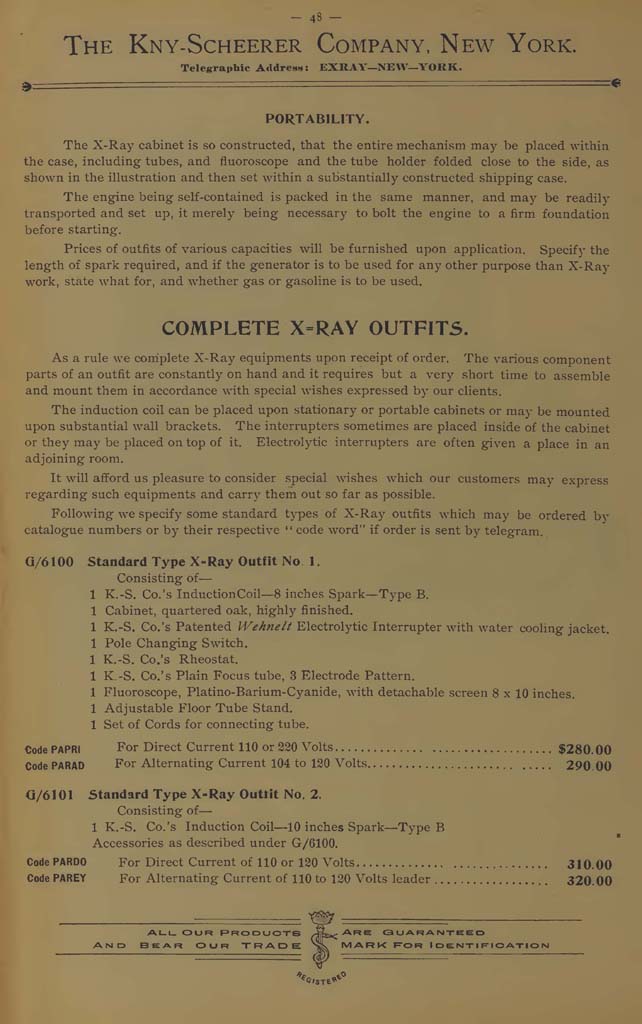 — 48 —
THE KNY-SCHEERER COMPANY, NEW YORK.
Telegraphic Address: EXRAY—NEW—YORK.
PORTABILITY.
The X-Ray cabinet is so constructed, that the entire mechanism may be placed within
the case, including tubes, and fluoroscope and the tube holder folded close to the side, as
shown in the illustration and then set within a substantially constructed shipping case.
The engine being self-contained is packed in the same manner, and may be readily
transported and set up, it merely being necessary to bolt the engine to a firm foundation
before starting.
Prices of outfits of various capacities will be furnished upon application. Specify the
length of spark required, and if the generator is to be used for any other purpose than X-Ray
work, state what for, and whether gas or gasoline is to be used.
COMPLETE X=RAY OUTFITS.
As a rule we complete X-Ray equipments upon receipt of order. The various component
parts of an outfit are constantly on hand and it requires but a very short time to assemble
and mount them in accordance with special wishes expressed by our clients.
The induction coil can be placed upon stationary or portable cabinets or may be mounted
upon substantial wall brackets. The interrupters sometimes are placed inside of the cabinet
or they may be placed on top of it. Electrolytic interrupters are often given a place in an
adjoining room.
It will afford us pleasure to consider special wishes which our customers may express
regarding such equipments and carry them out so far as possible.
Following we specify some standard types of X-Ray outfits which may be ordered by
catalogue numbers or by their respective "code word" if order is sent by telegram.
G/6100 Standard Type X-Ray Outfit No. 1.
Consisting of—
1 K.-S. Co.'s Induction Coil—8 inches Spark—Type B.
1 Cabinet, quartered oak, highly finished.
1 K.-S. Co.'s Patented Wehnelt Electrolytic Interrupter with water cooling jacket.
1 Pole Changing Switch.
1 K.-S. Co.'s Rheostat.
1 K.-S. Co.'s Plain Focus tube, 3 Electrode Pattern.
1 Fluoroscope, Platino-Barium-Cyanide, with detachable screen 8 x 10 inches.
1 Adjustable Floor Tube Stand.
1 Set of Cords for connecting tube.
Code PAPRI For Direct Current 110 or 220 Volts.............. ................... $280.00
Code PARAD For Alternating Current 104 to 120 Volts....................... ...... 290.00
G/6101 Standard Type X-Ray Outfit No. 2.
Consisting of—
1 K.-S. Co.'s Induction Coil—10 inches Spark—Type B
Accessories as described under G/6100.
Code PARDO For Direct Current of 110 or 120 Volts.............. ............... 310.00
Code PAREY For Alternating Current of 110 to 120 Volts leader .................. 320.00
ALL OUR PRODUCTS ARE GUARANTEED
AND BEAR OUR TRADE MARK FOR IDENTIFICATION
REGISTERED